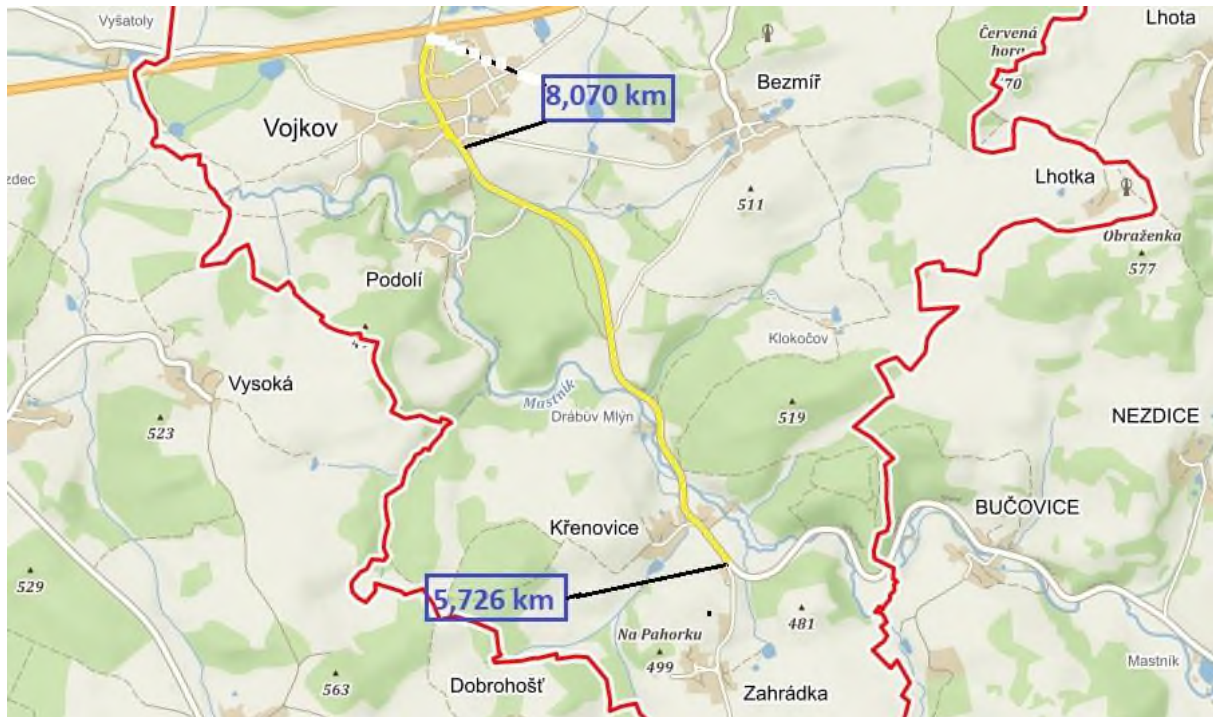 Vyšatoly
Červená
hora
Lhota
570
8,070 km
Bezmíř
Vojkov
zdec
Lhotka
511
Obraženka
577
Podolí
Klokočov
Vysoká
Mastník
Drábův Mlýn
519
523
NEZDICE
Křenovice
BUČOVICE
529
5,726 km
481
Na Pahorku
499
Mastník
563
Dobrohošť
Zahrádka